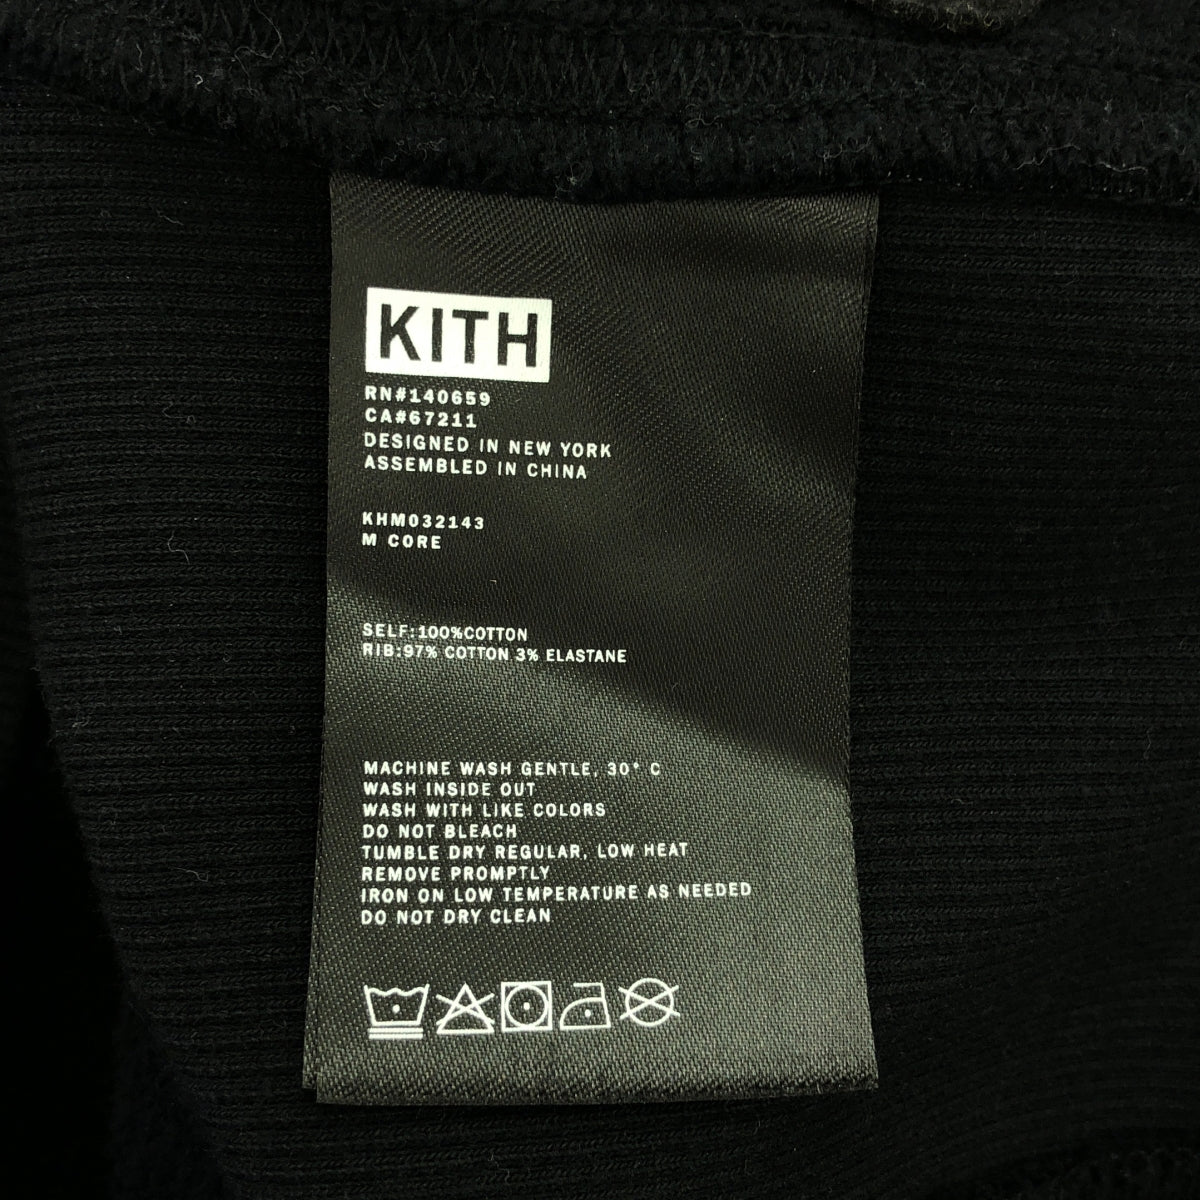 KITH
RN#140659
CA#67211
DESIGNED IN NEW YORK
ASSEMBLED IN CHINA
KHM032143
M CORE
SELF:100%COTTON
RIB:97% COTTON 3% ELASTANE
MACHINE WASH GENTLE, 30° C
WASH INSIDE OUT
WASH WITH LIKE COLORS
DO NOT BLEACH
TUMBLE DRY REGULAR, LOW HEAT
REMOVE PROMPTLY
IRON ON LOW TEMPERATURE AS NEEDED
DO NOT DRY CLEAN